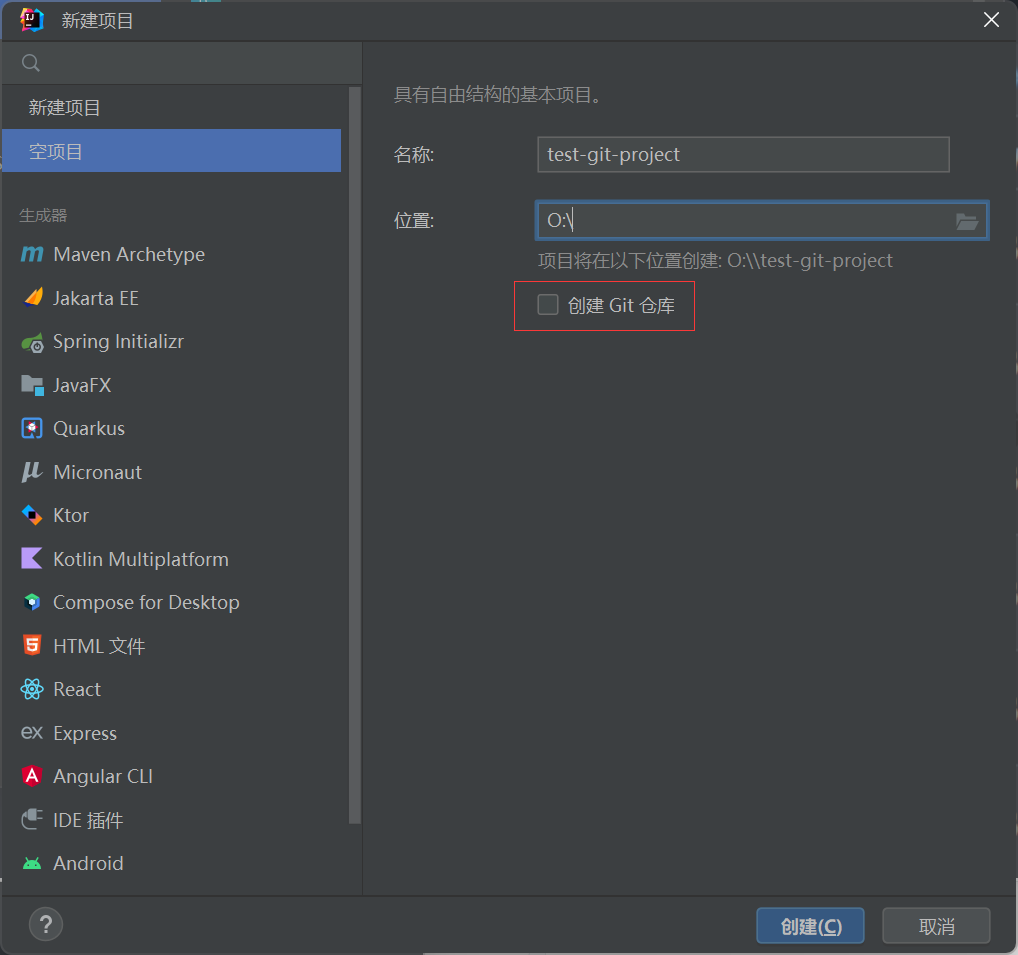 新建项目
新建项目
空项目
生成器
Maven Archetype
Jakarta EE
Spring Initializr
JavaFX
Quarkus
Micronaut
Ktor
Kotlin Multiplatform
Compose for Desktop
HTML 文件
React
Express
Angular CLI
IDE 插件
Android
具有自由结构的基本项目。
名称: test-git-project
位置: O:\
项目将在以下位置创建: O:\\test-git-project
创建 Git 仓库
? 创建(C) 取消